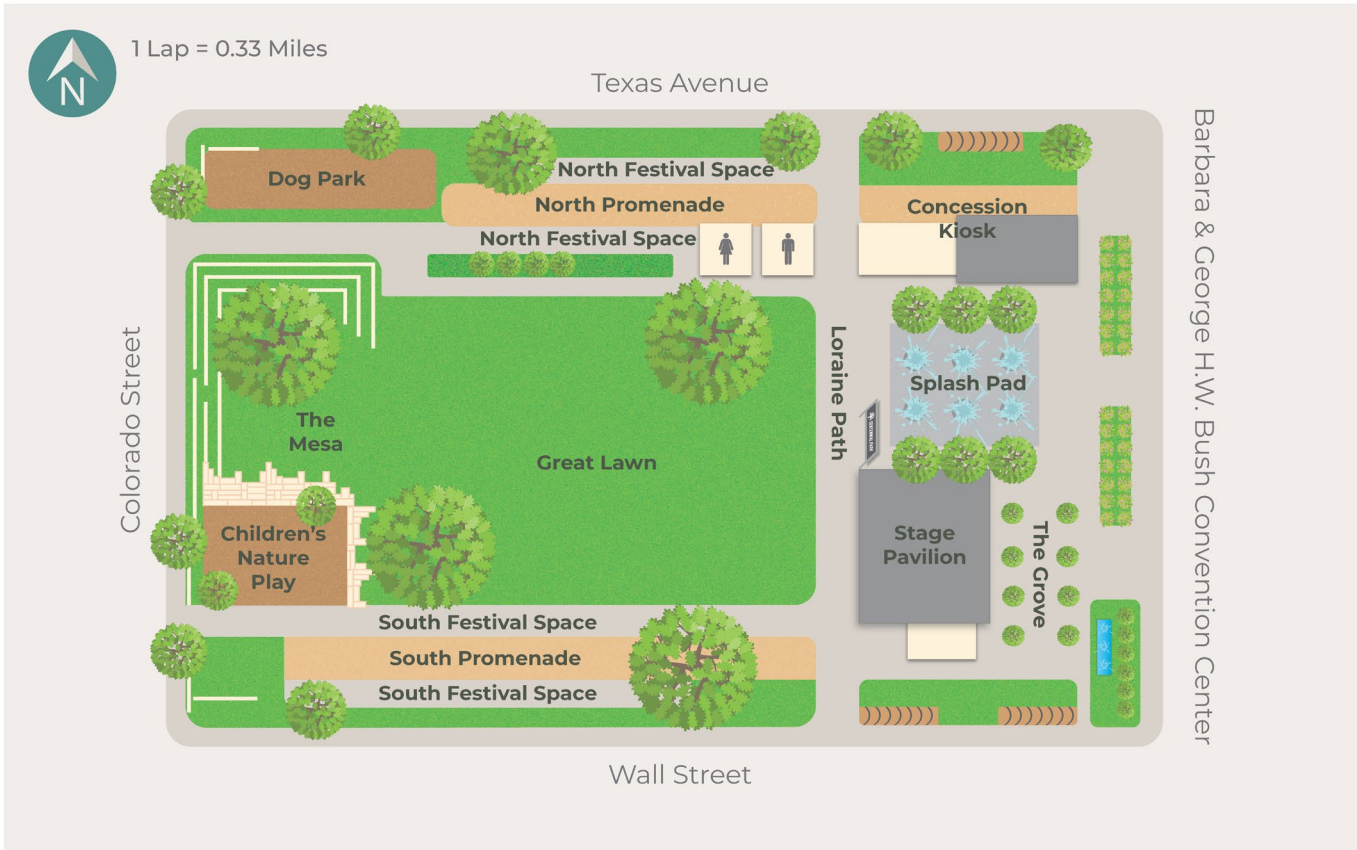 N
1 Lap = 0.33 Miles
Texas Avenue
Dog Park
North Festival Space
North Promenade
North Festival Space
Concession
Kiosk
Colorado Street
The
Mesa
Great Lawn
Loraine Path
Splash Pad
Barbara & George H.W. Bush Convention Center
Children's
Nature
Play
Stage
Pavilion
The Grove
South Festival Space
South Promenade
South Festival Space
Wall Street